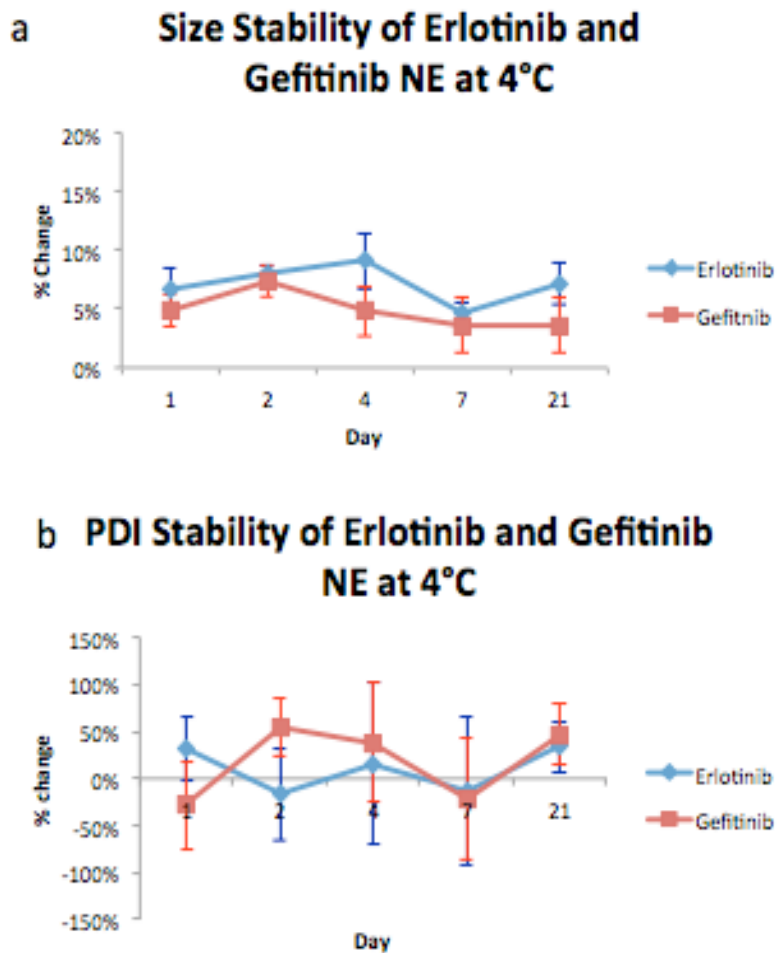 a
Size Stability of Erlotinib and
Gefitinib NE at 4°C
20%
15%
10%
5%
0%
% Change
1 2 4 7 21
Day
Erlotinib
Gefitnib
b
PDI Stability of Erlotinib and Gefitinib
NE at 4°C
150%
100%
50%
0%
-50%
-100%
-150%
% change
1 2 4 7 21
Day
Erlotinib
Gefitinib